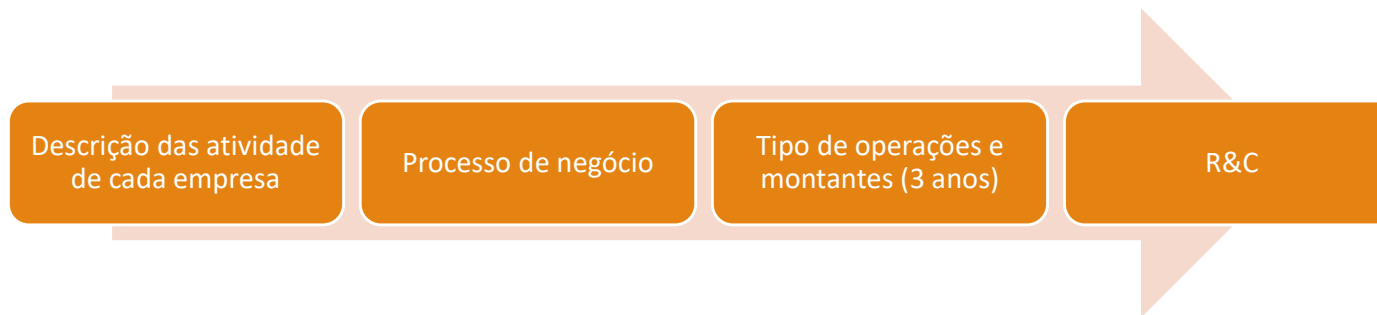 Descrição das atividade
de cada empresa
Processo de negócio
Tipo de operações e
montantes (3 anos)
R&C